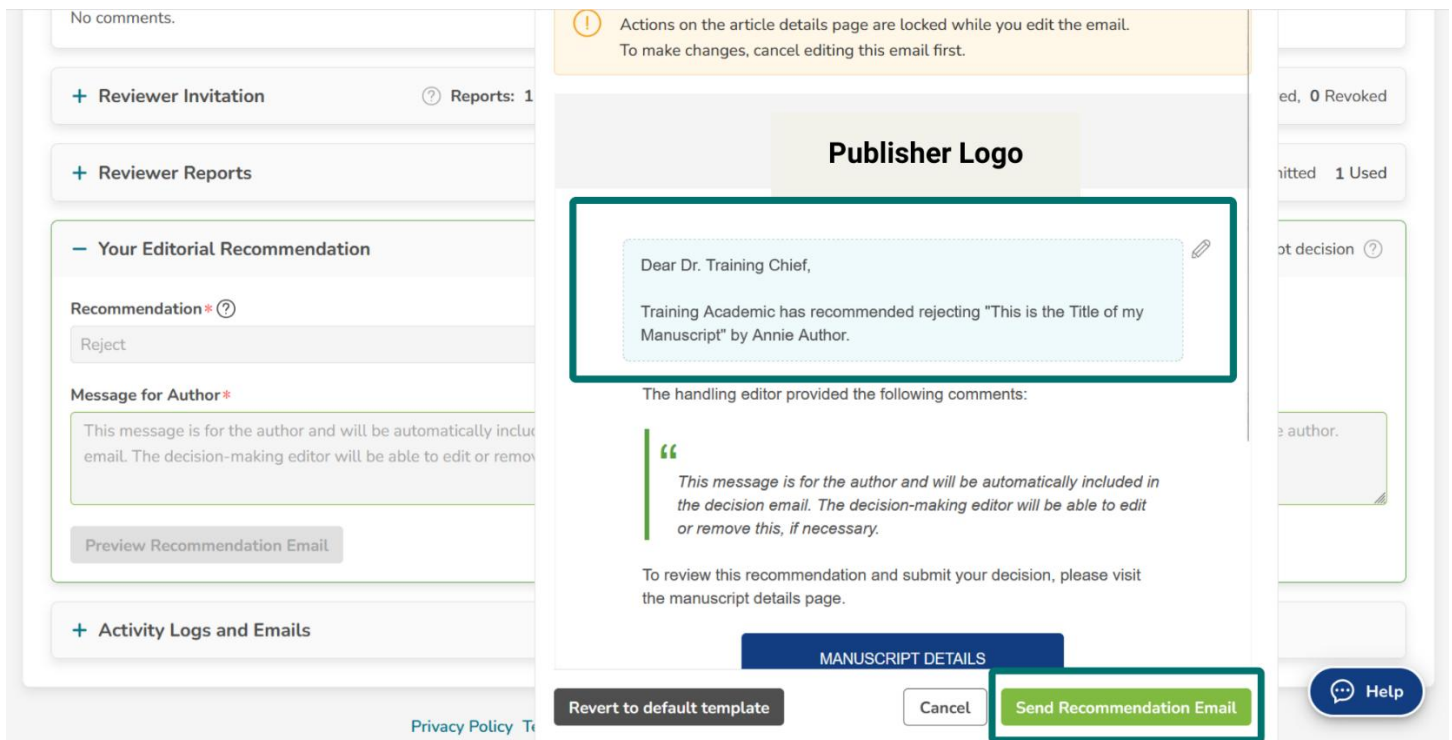 No comments.
Actions on the article details page are locked while you edit the email.
To make changes, cancel editing this email first.
+ Reviewer Invitation
Reports: 1
0 Revoked
Publisher Logo
+ Reviewer Reports
1 Used
− Your Editorial Recommendation
decision
Recommendation*
Reject
Message for Author*
This message is for the author and will be automatically
email. The decision-making editor will be able to edit or
author.
Preview Recommendation Email
Dear Dr. Training Chief,
Training Academic has recommended rejecting "This is the Title of my
Manuscript" by Annie Author.
The handling editor provided the following comments:
“
This message is for the author and will be automatically included in
the decision email. The decision-making editor will be able to edit
or remove this, if necessary.
To review this recommendation and submit your decision, please visit
the manuscript details page.
+ Activity Logs and Emails
MANUSCRIPT DETAILS
Revert to default template
Cancel
Send Recommendation Email
Help
Privacy Policy